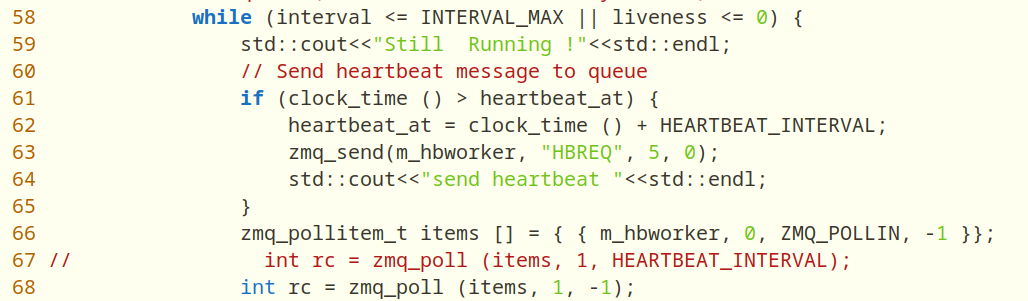 58             while (interval <= INTERVAL_MAX || liveness <= 0) {
59                 std::cout<<"Still  Running !"<<std::endl;
60                 // Send heartbeat message to queue
61                 if (clock_time () > heartbeat_at) {
62                     heartbeat_at = clock_time () + HEARTBEAT_INTERVAL;
63                     zmq_send(m_hbworker, "HBREQ", 5, 0);
64                     std::cout<<"send heartbeat "<<std::endl;
65                 }
66                 zmq_pollitem_t items [] = { { m_hbworker, 0, ZMQ_POLLIN, -1 }};
67 //                int rc = zmq_poll (items, 1, HEARTBEAT_INTERVAL);
68                 int rc = zmq_poll (items, 1, -1);